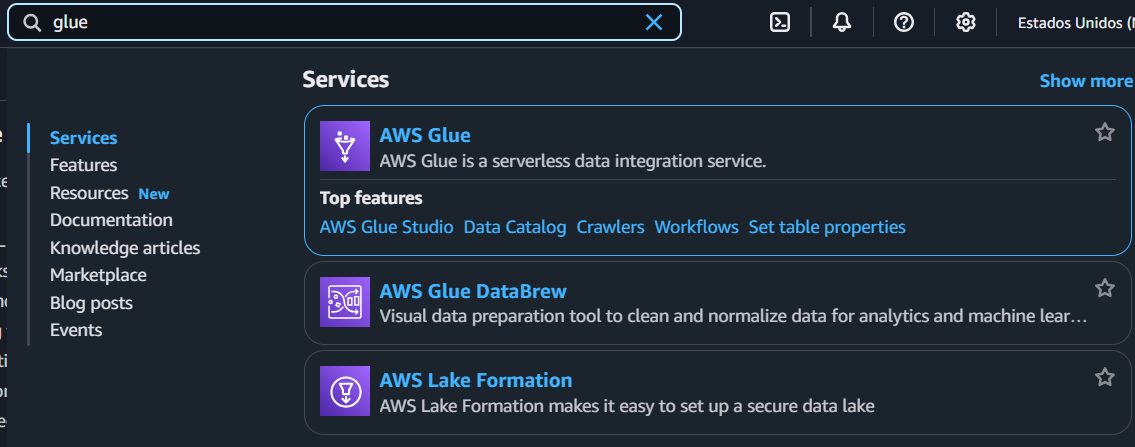 glue
Estados Unidos (
Services
Show more
Services
Features
Resources New
Documentation
Knowledge articles
Marketplace
Blog posts
Events
AWS Glue
AWS Glue is a serverless data integration service.
Top features
AWS Glue Studio Data Catalog Crawlers Workflows Set table properties
AWS Glue DataBrew
Visual data preparation tool to clean and normalize data for analytics and machine lear…
AWS Lake Formation
AWS Lake Formation makes it easy to set up a secure data lake